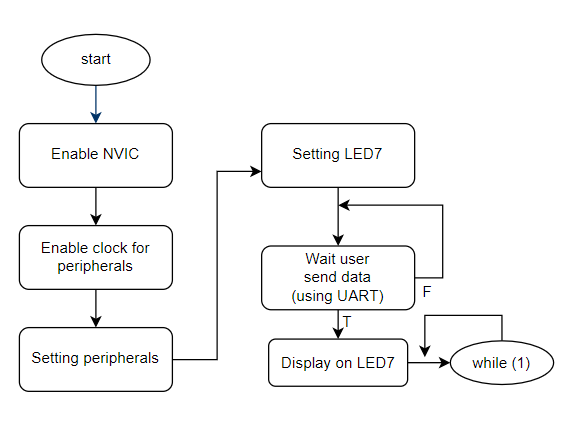 start
Enable NVIC
Enable clock for
peripherals
Setting peripherals
Setting LED7
Wait user
send data
(using UART)
F
T
Display on LED7
while (1)